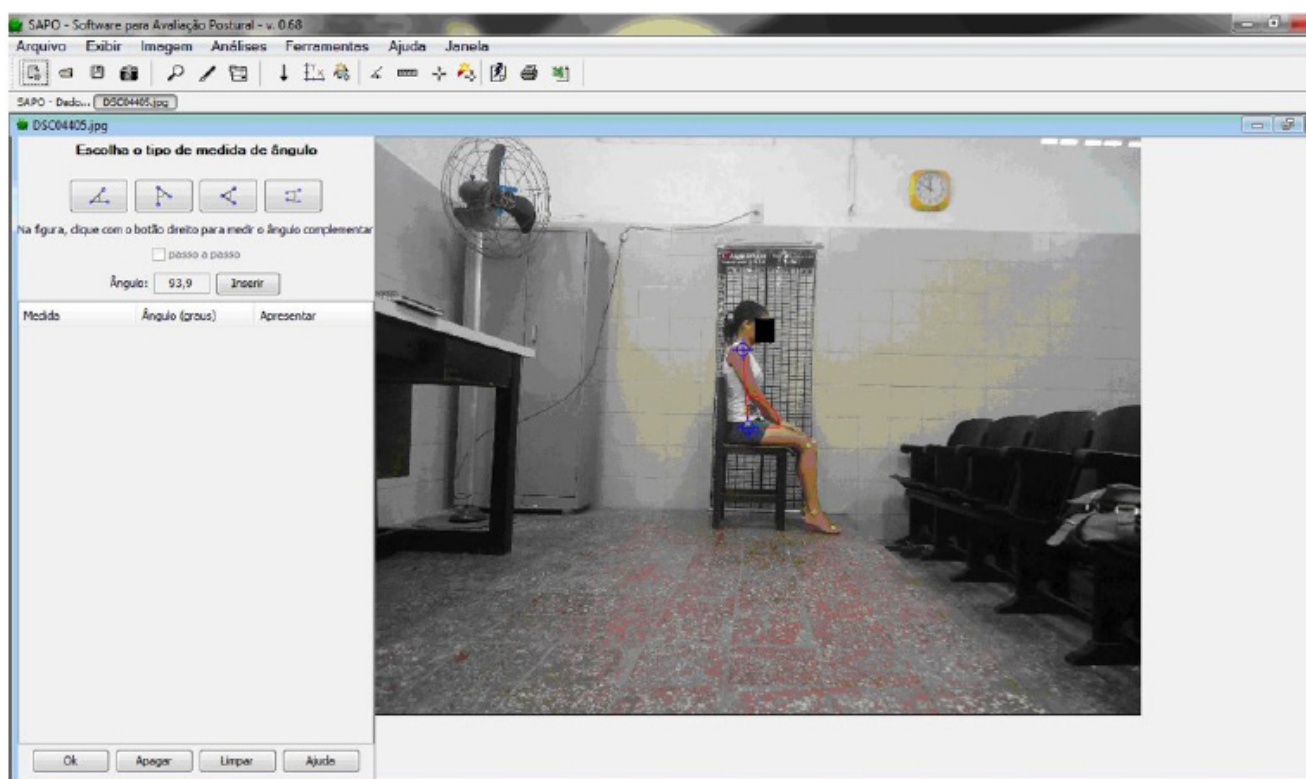 SAPO - Software para Avaliação Postural - v. 0.68
Arquivo Exibir Imagem Análises Ferramentas Ajuda Janela
SAPO - Dado... DSC04405.jpg
DSC04405.jpg
Escolha o tipo de medida de ângulo
Na figura, clique com o botão direito para medir o ângulo complementar
passo a passo
Ângulo: 93,9 Inserir
Medida Ângulo (graus) Apresentar
Ok Apagar Limpar Ajuda